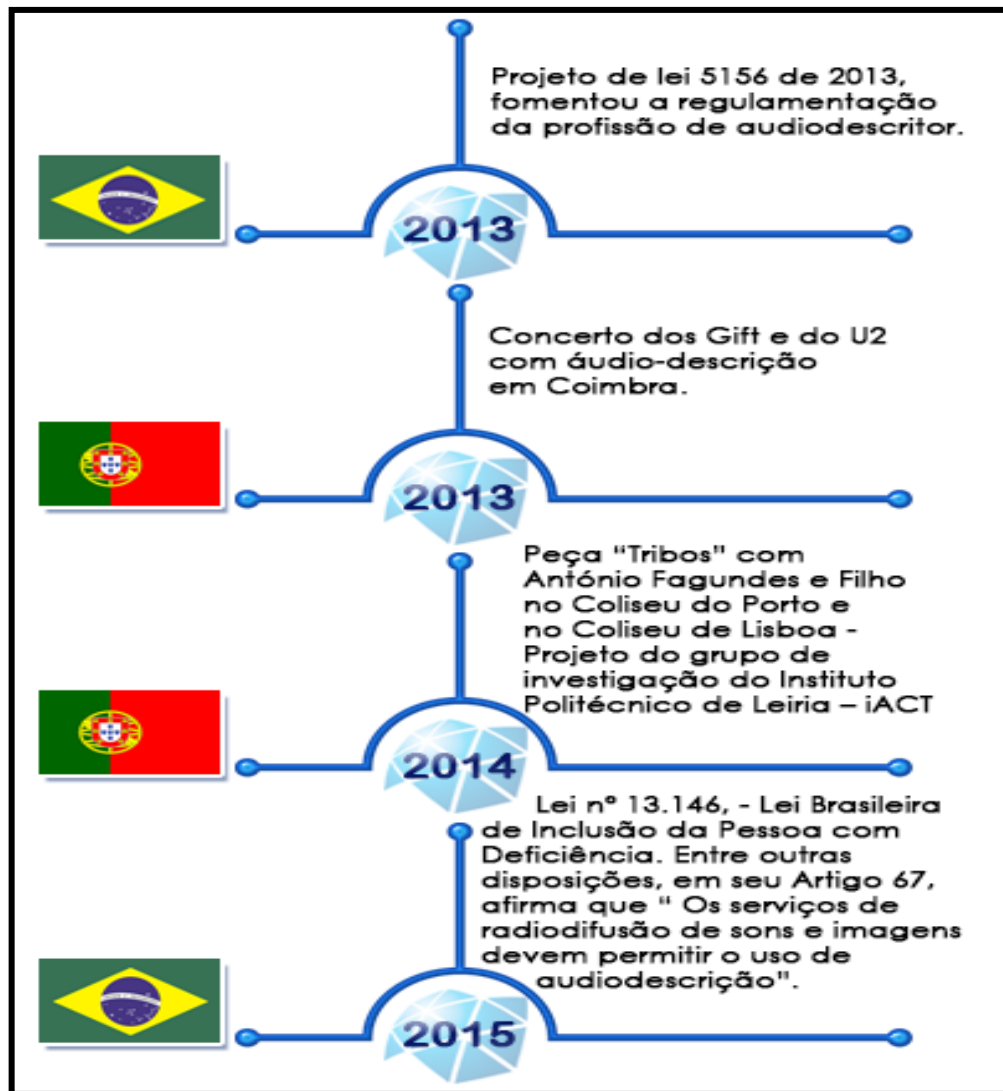 Projeto de lei 5156 de 2013,
fomentou a regulamentação
da profissão de audiodescritor.
2013
Concerto dos Gift e do U2
com áudio-descrição
em Coimbra.
2013
Peça "Tribos" com
António Fagundes e Filho
no Coliseu do Porto e
no Coliseu de Lisboa -
Projeto do grupo de
investigação do Instituto
Politécnico de Leiria – iACT
2014
Lei nº 13.146, - Lei Brasileira
de Inclusão da Pessoa com
Deficiência. Entre outras
disposições, em seu Artigo 67,
afirma que " Os serviços de
radiodifusão de sons e imagens
devem permitir o uso de
audiodescrição".
2015